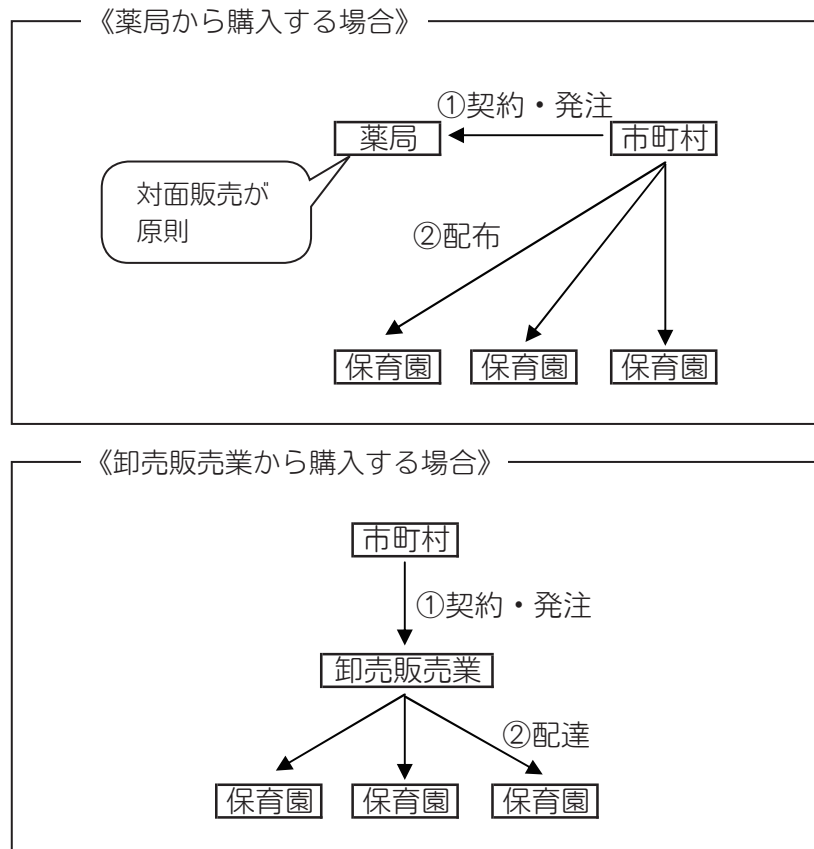 《薬局から購入する場合》
①契約・発注
薬局
市町村
対面販売が
原則
②配布
保育園
保育園
保育園
《卸売販売業から購入する場合》
市町村
①契約・発注
卸売販売業
②配達
保育園
保育園
保育園